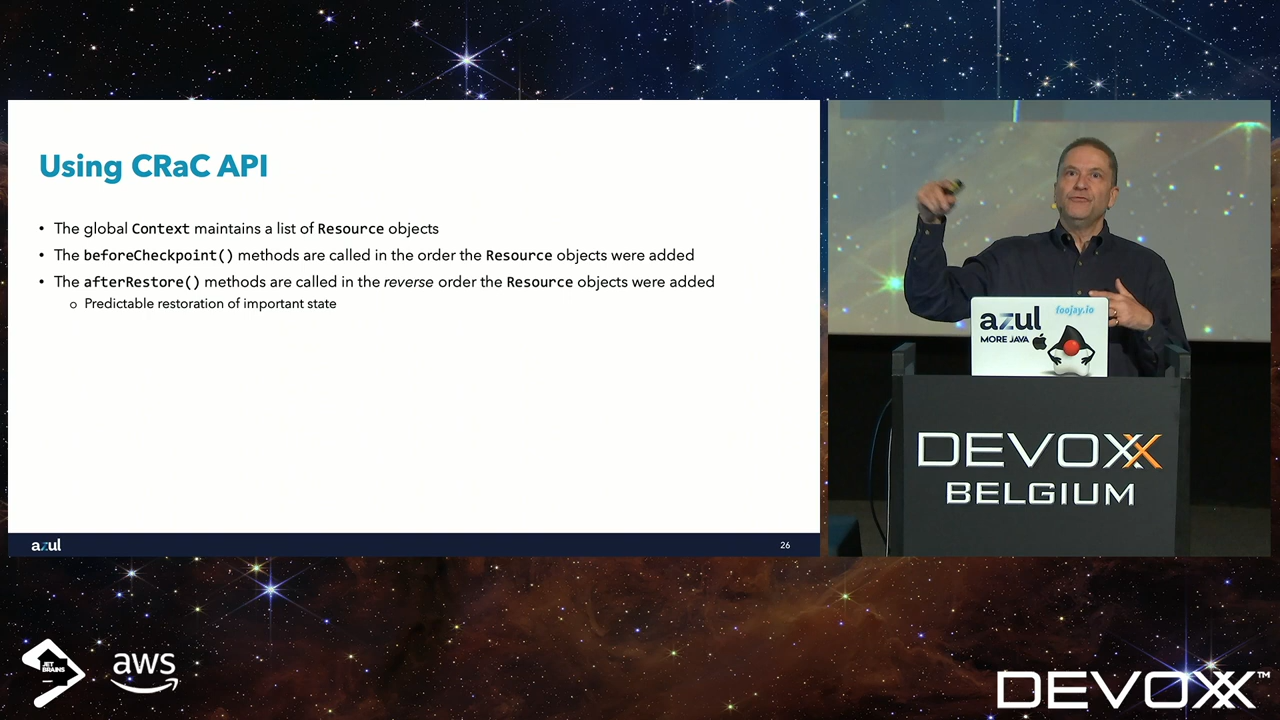 Using CRaC API
• The global Context maintains a list of Resource objects
• The beforeCheckpoint() methods are called in the order the Resource objects were added
• The afterRestore() methods are called in the reverse order the Resource objects were added
o Predictable restoration of important state
azul
26
azul
MORE JAVA
foojay.io
DEVOXX
BELGIUM
JET
BRAINS
aws
DEVOXX™